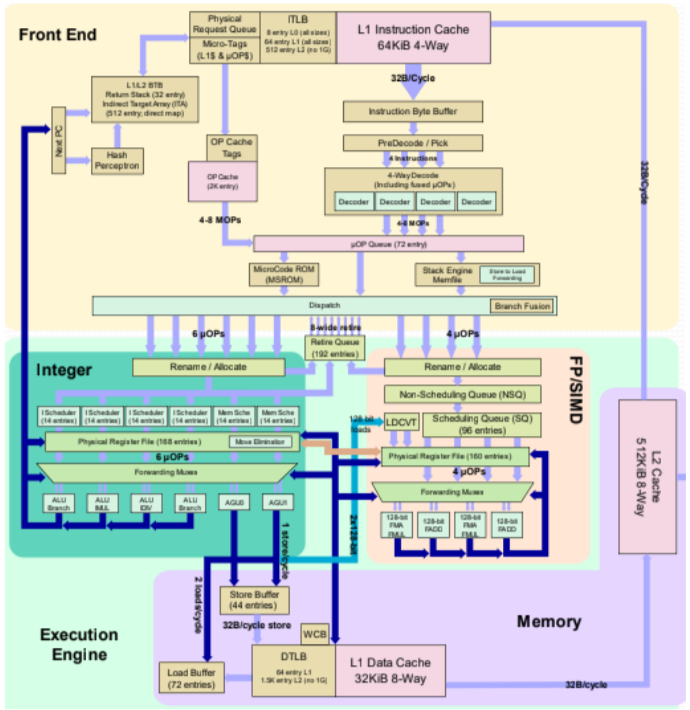 Front End
Physical
Request Queue
Micro-Tags
(L1$ & μOP$)
ITLB
8 entry L0 (all sizes)
64 entry L1 (all sizes)
512 entry L2 (no 1G)
L1 Instruction Cache
64KiB 4-Way
32B/Cycle
L1/L2 BTB
Return Stack (32 entry)
Indirect Target Array (ITA)
(512 entry, direct map)
Next PC
Hash
Perceptron
Instruction Byte Buffer
PreDecode / Pick
4 Instructions
OP Cache
Tags
OP Cache
(2K entry)
4-Way Decode
(Including fused μOPs)
Decoder
Decoder
Decoder
Decoder
4-8 MOPs
4-8 MOPs
32B/Cycle
μOP Queue (72 entry)
MicroCode ROM
(MSROM)
Stack Engine
Memfile
Store to Load
Forwarding
Dispatch
Branch Fusion
6 μOPs
8-wide retire
4 μOPs
Retire Queue
(192 entries)
Integer
Rename / Allocate
Rename / Allocate
FP/SIMD
Non-Scheduling Queue (NSQ)
I Scheduler
(14 entries)
I Scheduler
(14 entries)
I Scheduler
(14 entries)
I Scheduler
(14 entries)
Mem Sche
(14 entries)
Mem Sche
(14 entries)
128 bit
loads
LDCVT
Scheduling Queue (SQ)
(96 entries)
Physical Register File (168 entries)
Move Elimination
Physical Register File (160 entries)
6 μOPs
4 μOPs
Forwarding Muxes
Forwarding Muxes
ALU
Branch
ALU
IMUL
ALU
IDIV
ALU
Branch
AGU0
AGU1
128-bit
FMA
FMUL
128-bit
FADD
128-bit
FMA
FMUL
128-bit
FADD
L2 Cache
512KiB 8-Way
1 store/cycle
2x128-bit
2 loads/cycle
Store Buffer
(44 entries)
32B/cycle store
WCB
Execution
Engine
Memory
Load Buffer
(72 entries)
DTLB
64 entry L1
1.5K entry L2 (no 1G)
L1 Data Cache
32KiB 8-Way
32B/cycle